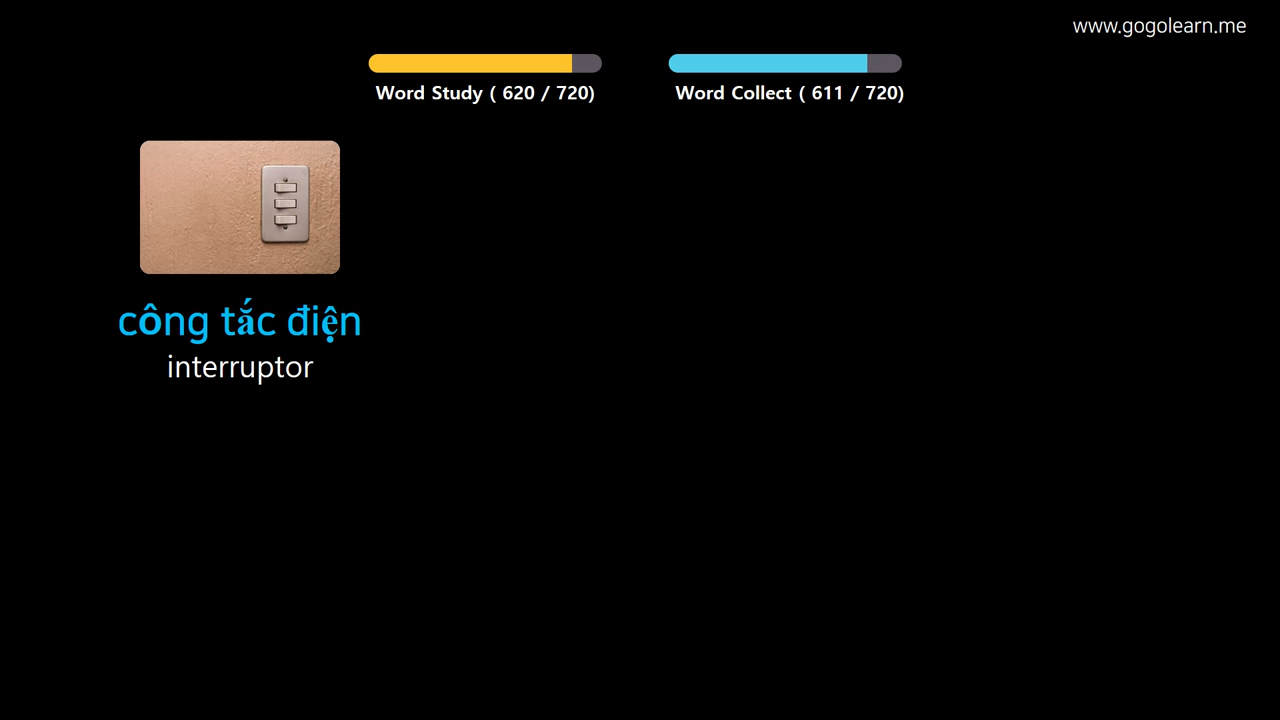 www.gogolearn.me
Word Study ( 620 / 720)
Word Collect ( 611 / 720)
công tắc điện
interruptor